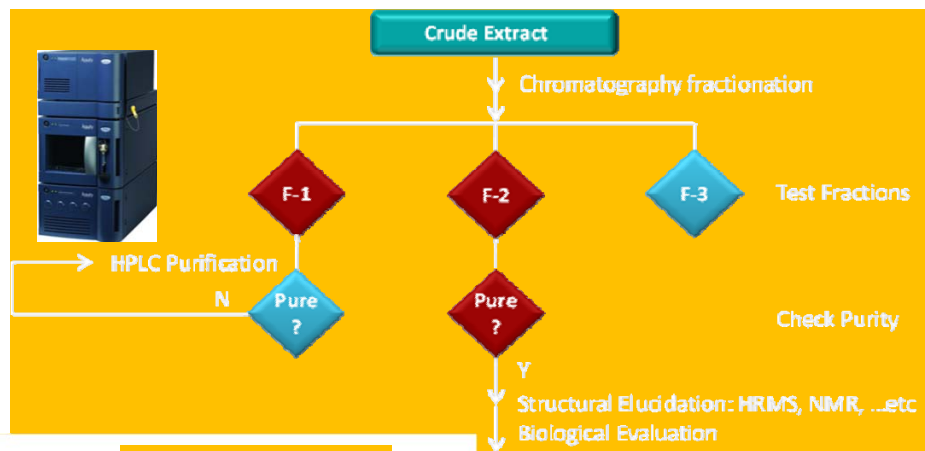 Crude Extract
Chromatography fractionation
F-1
F-2
F-3
Test Fractions
HPLC Purification
N
Pure
?
Pure
?
Check Purity
Y
Structural Elucidation: HRMS, NMR, ...etc
Biological Evaluation